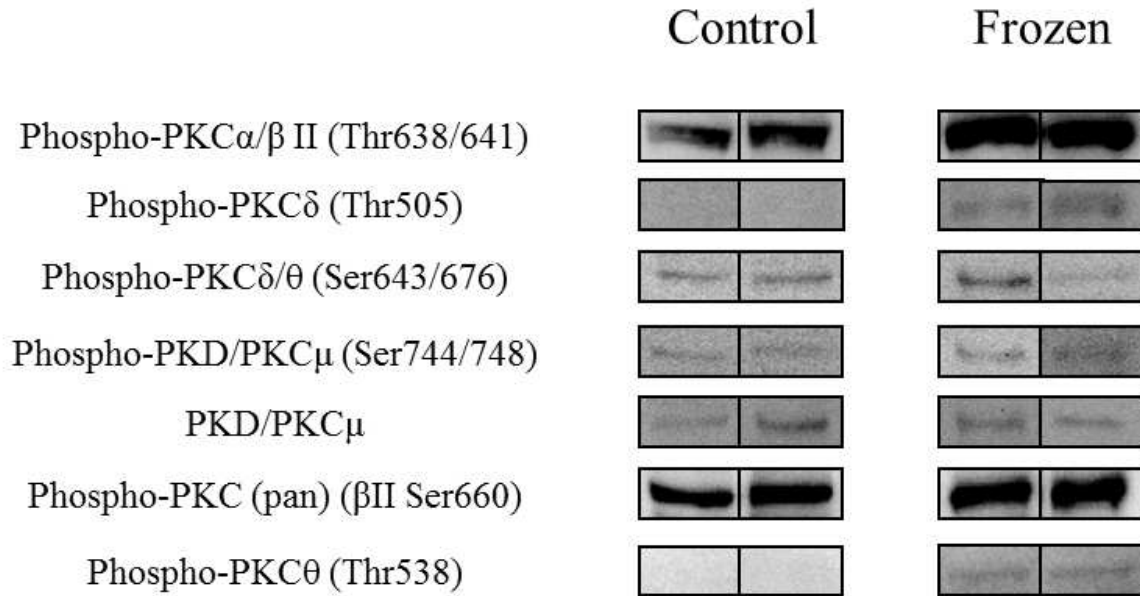 Control Frozen
Phospho-PKCα/β II (Thr638/641)
Phospho-PKCδ (Thr505)
Phospho-PKCδ/θ (Ser643/676)
Phospho-PKD/PKCμ (Ser744/748)
PKD/PKCμ
Phospho-PKC (pan) (βII Ser660)
Phospho-PKCθ (Thr538)